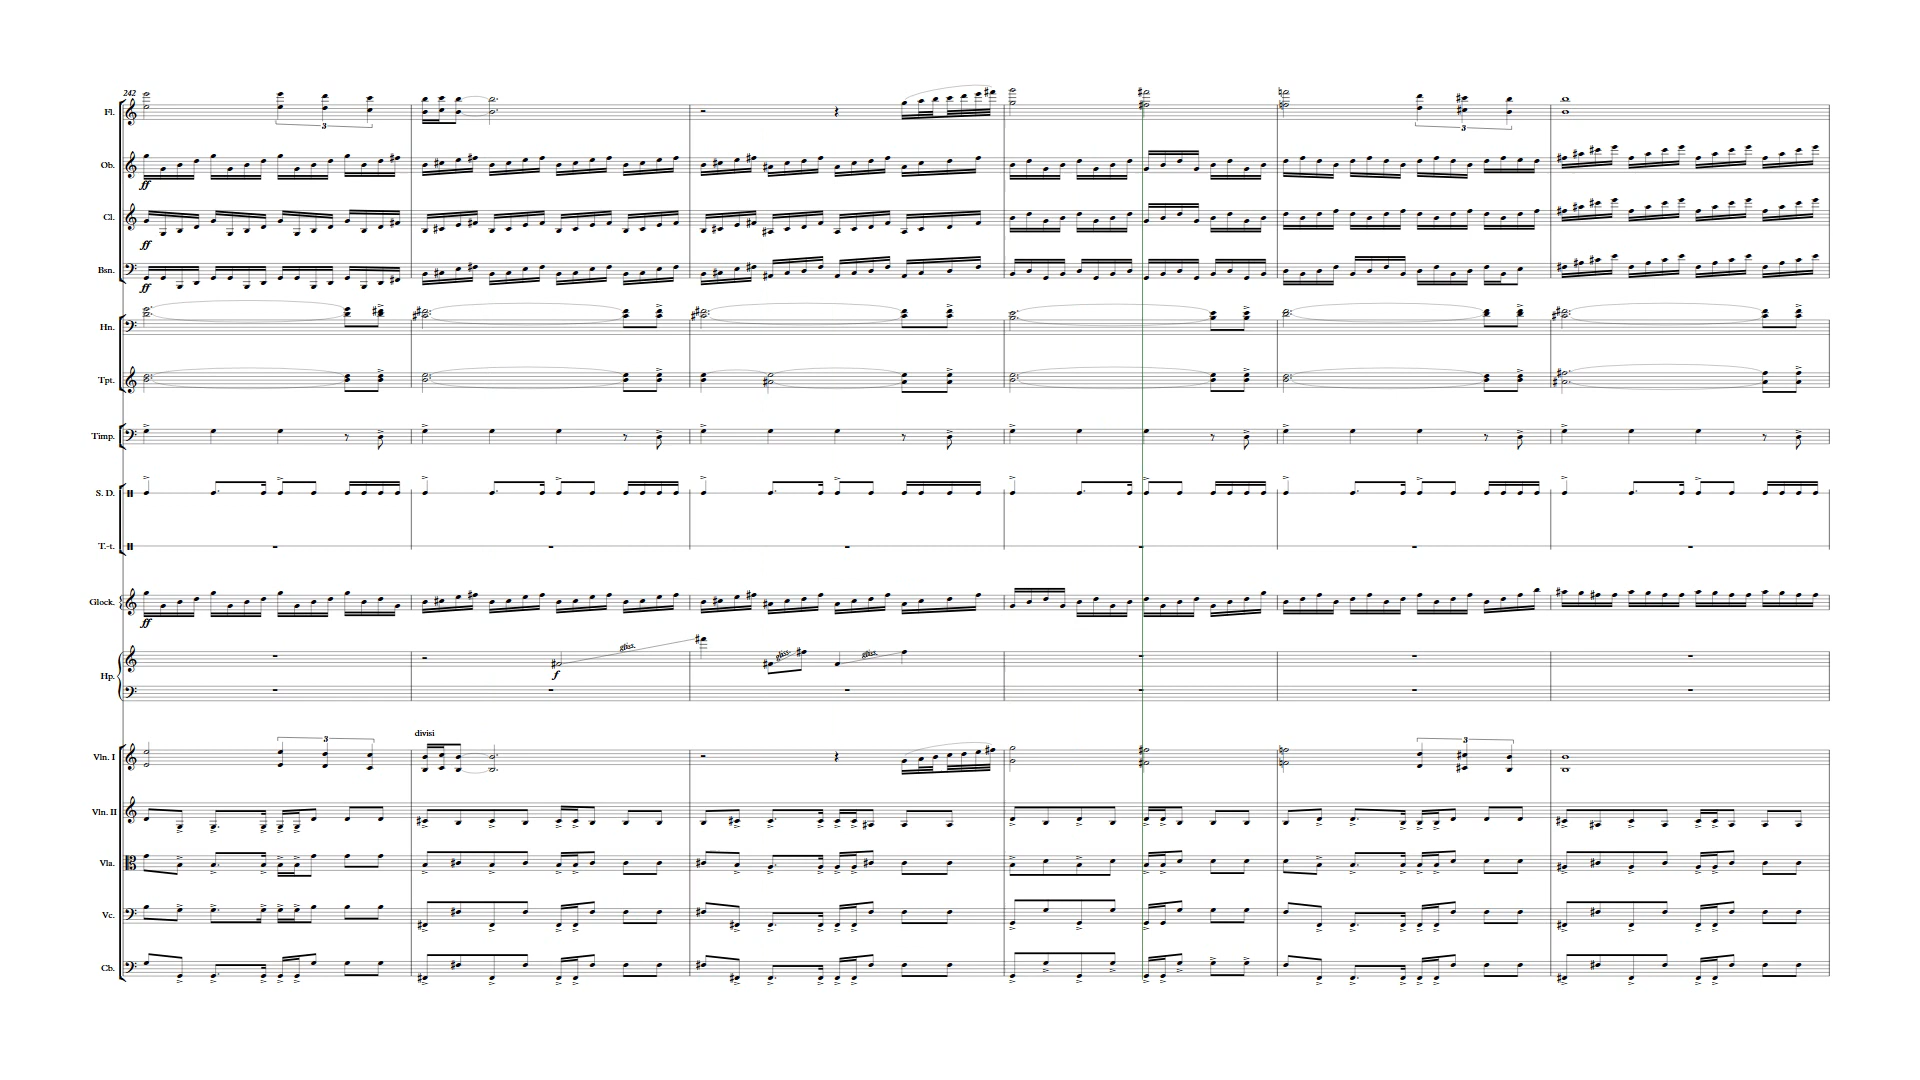 242
Fl.
3
3
Ob.
ff
Cl.
ff
Bsn.
ff
Hn.
Tpt.
Timp.
S. D.
T.-t.
Glock.
ff
gliss.
gliss.
gliss.
Hp.
f
divisi
3
3
Vln. I
Vln. II
Vla.
Vc.
Cb.